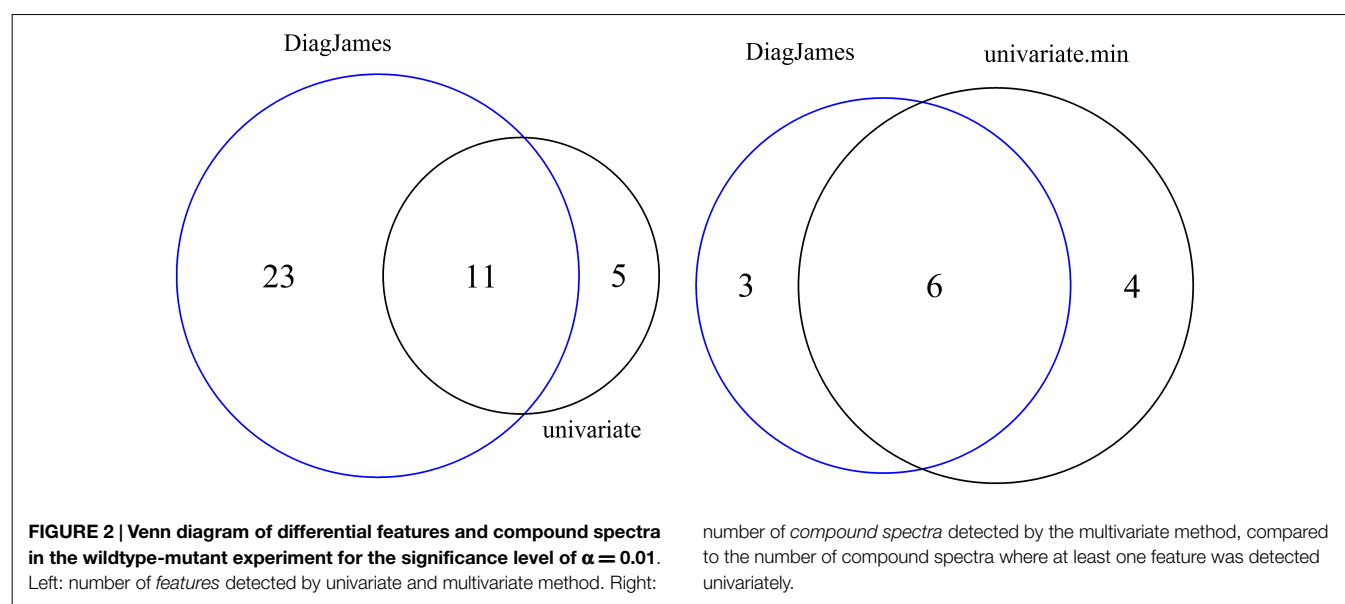 DiagJames
23
11
5
univariate
DiagJames
univariate.min
3
6
4
FIGURE 2 | Venn diagram of differential features and compound spectra
in the wildtype-mutant experiment for the significance level of α = 0.01.
Left: number of features detected by univariate and multivariate method. Right:
number of compound spectra detected by the multivariate method, compared
to the number of compound spectra where at least one feature was detected
univariately.